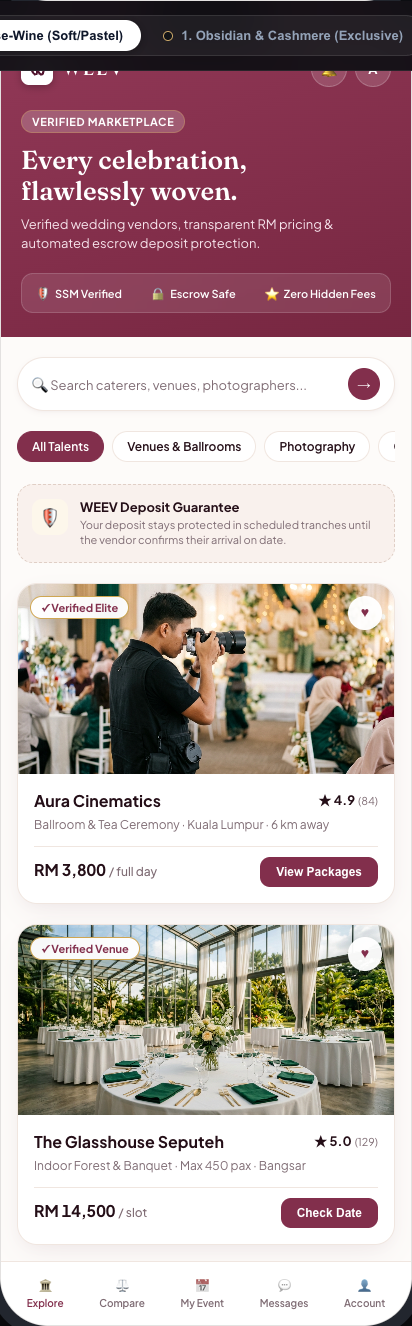 e-Wine (Soft/Pastel)
1. Obsidian & Cashmere (Exclusive)
WEEV
VERIFIED MARKETPLACE
Every celebration,
flawlessly woven.
Verified wedding vendors, transparent RM pricing &
automated escrow deposit protection.
SSM Verified
Escrow Safe
Zero Hidden Fees
Search caterers, venues, photographers...
All Talents
Venues & Ballrooms
Photography
WEEV Deposit Guarantee
Your deposit stays protected in scheduled tranches until
the vendor confirms their arrival on date.
✓Verified Elite
Aura Cinematics
★ 4.9 (84)
Ballroom & Tea Ceremony · Kuala Lumpur · 6 km away
RM 3,800 / full day
View Packages
✓Verified Venue
The Glasshouse Seputeh
★ 5.0 (129)
Indoor Forest & Banquet · Max 450 pax · Bangsar
RM 14,500 / slot
Check Date
Explore
Compare
My Event
Messages
Account